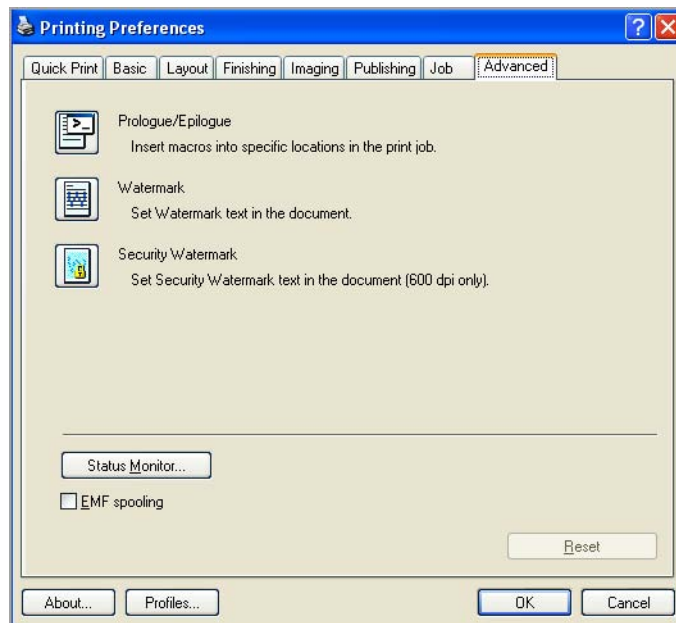 Printing Preferences
Quick Print Basic Layout Finishing Imaging Publishing Job Advanced
Prologue/Epilogue
Insert macros into specific locations in the print job.
Watermark
Set Watermark text in the document.
Security Watermark
Set Security Watermark text in the document (600 dpi only).
Status Monitor...
EMF spooling
Reset
About... Profiles... OK Cancel